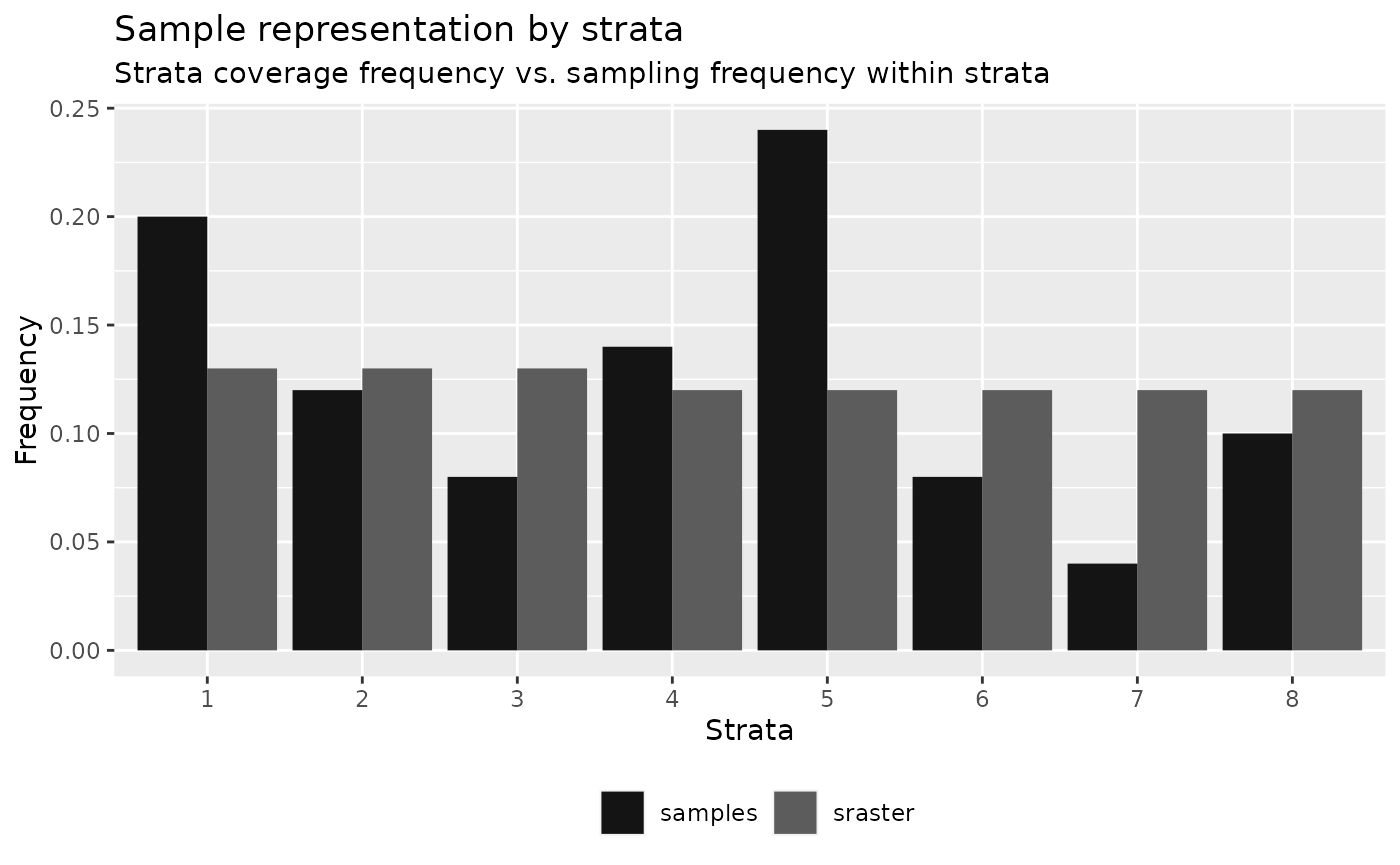 Sample representation by strata
Strata coverage frequency vs. sampling frequency within strata
0.25
0.20
0.15
0.10
0.05
0.00
Frequency
1 2 3 4 5 6 7 8
Strata
samples sraster